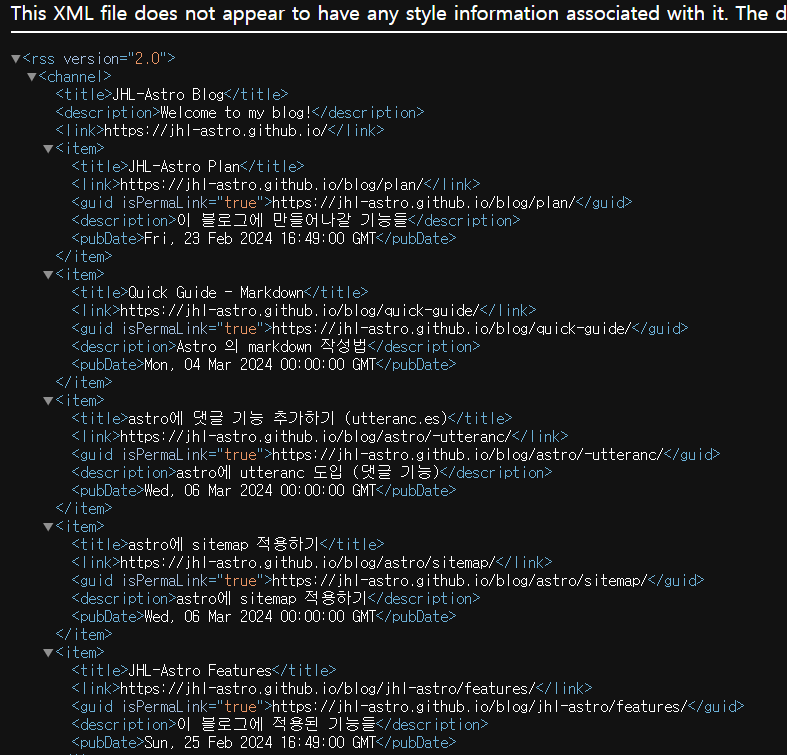 This XML file does not appear to have any style information associated with it. The d
▼<rss version="2.0">
▼<channel>
<title>JHL-Astro Blog</title>
<description>Welcome to my blog!</description>
<link>https://jhl-astro.github.io/</link>
▼<item>
<title>JHL-Astro Plan</title>
<link>https://jhl-astro.github.io/blog/plan/</link>
<guid isPermaLink="true">https://jhl-astro.github.io/blog/plan/</guid>
<description>이 블로그에 만들어나갈 기능들</description>
<pubDate>Fri, 23 Feb 2024 16:49:00 GMT</pubDate>
</item>
▼<item>
<title>Quick Guide - Markdown</title>
<link>https://jhl-astro.github.io/blog/quick-guide/</link>
<guid isPermaLink="true">https://jhl-astro.github.io/blog/quick-guide/</guid>
<description>Astro 의 markdown 작성법</description>
<pubDate>Mon, 04 Mar 2024 00:00:00 GMT</pubDate>
</item>
▼<item>
<title>astro에 댓글 기능 추가하기 (utteranc.es)</title>
<link>https://jhl-astro.github.io/blog/astro/-utteranc/</link>
<guid isPermaLink="true">https://jhl-astro.github.io/blog/astro/-utteranc/</guid>
<description>astro에 utteranc 도입 (댓글 기능)</description>
<pubDate>Wed, 06 Mar 2024 00:00:00 GMT</pubDate>
</item>
▼<item>
<title>astro에 sitemap 적용하기</title>
<link>https://jhl-astro.github.io/blog/astro/sitemap/</link>
<guid isPermaLink="true">https://jhl-astro.github.io/blog/astro/sitemap/</guid>
<description>astro에 sitemap 적용하기</description>
<pubDate>Wed, 06 Mar 2024 00:00:00 GMT</pubDate>
</item>
▼<item>
<title>JHL-Astro Features</title>
<link>https://jhl-astro.github.io/blog/jhl-astro/features/</link>
<guid isPermaLink="true">https://jhl-astro.github.io/blog/jhl-astro/features/</guid>
<description>이 블로그에 적용된 기능들</description>
<pubDate>Sun, 25 Feb 2024 16:49:00 GMT</pubDate>